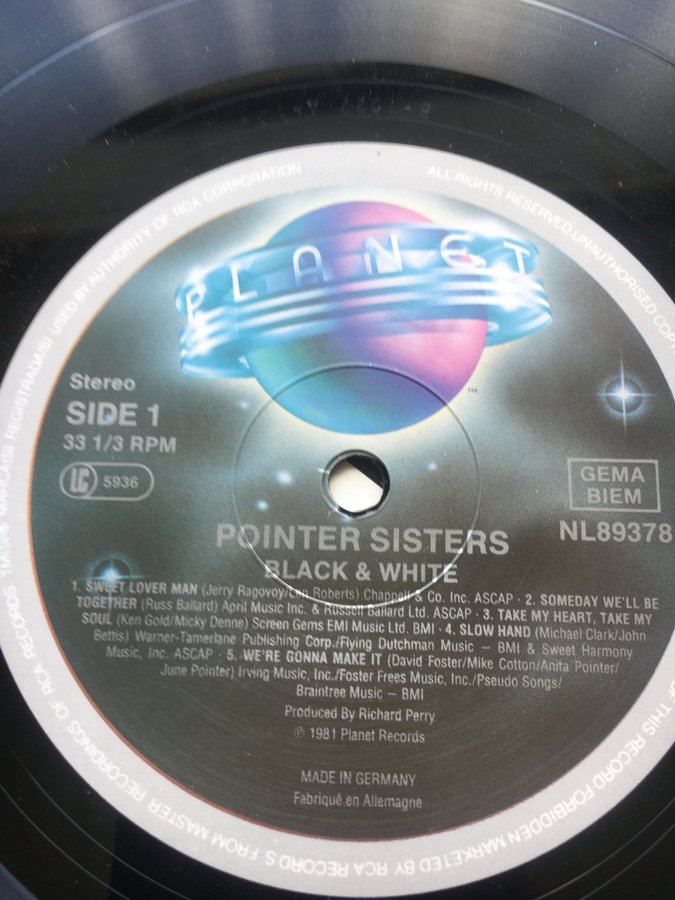 USED BY AUTHORITY OF RCA CORPORATION
ALL RIGHTS RESERVED UNAUTHORISED COPY
PLANET
TM
Stereo
SIDE 1
33 1/3 RPM
LC 5936
GEMA
BIEM
NL89378
POINTER SISTERS
BLACK & WHITE
1. SWEET LOVER MAN (Jerry Ragovoy/Len Roberts) Chappell & Co. Inc. ASCAP · 2. SOMEDAY WE'LL BE
TOGETHER (Russ Ballard) April Music Inc. & Russell Ballard Ltd. ASCAP · 3. TAKE MY HEART, TAKE MY
SOUL (Ken Gold/Micky Denne) Screen Gems EMI Music Ltd. BMI · 4. SLOW HAND (Michael Clark/John
Bettis) Warner-Tamerlane Publishing Corp./Flying Dutchman Music – BMI & Sweet Harmony
Music, Inc. ASCAP · 5. WE'RE GONNA MAKE IT (David Foster/Mike Cotton/Anita Pointer/
June Pointer) Irving Music, Inc./Foster Frees Music, Inc./Pseudo Songs/
Braintree Music – BMI
Produced By Richard Perry
℗ 1981 Planet Records
MADE IN GERMANY
Fabriqué en Allemagne
OF THIS RECORD FORBIDDEN MARKETED BY RCA RECORDS FROM MASTER RECORDINGS OF RCA RECORDS TM(S)® MARCA(S) REGISTRADA(S)